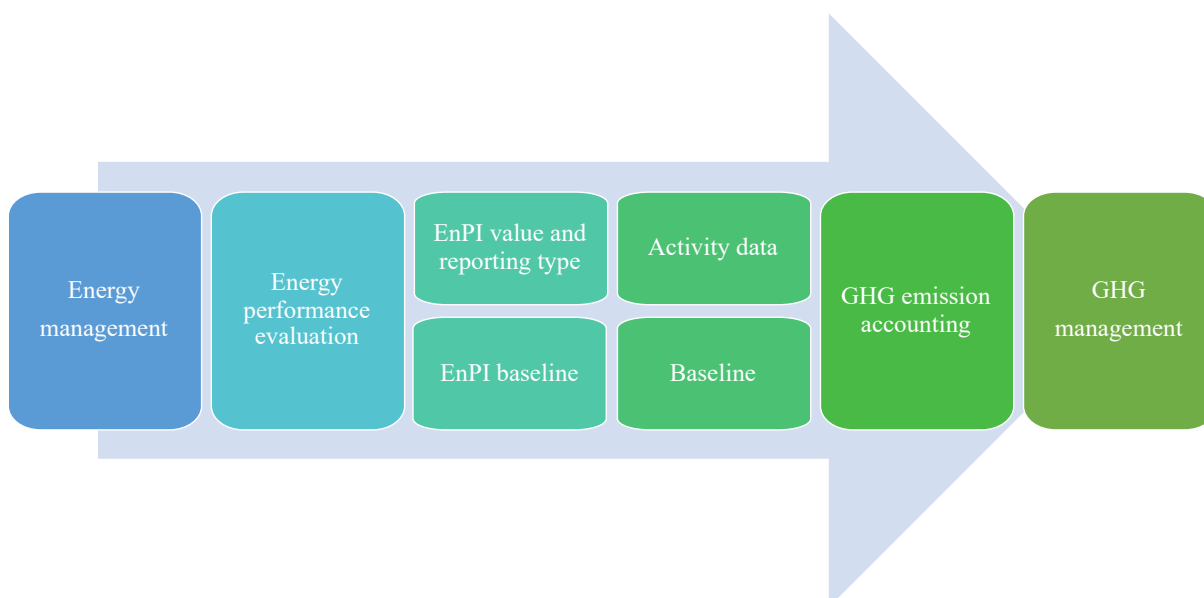 Energy
management
Energy
performance
evaluation
EnPI value and
reporting type
EnPI baseline
Activity data
Baseline
GHG emission
accounting
GHG
management